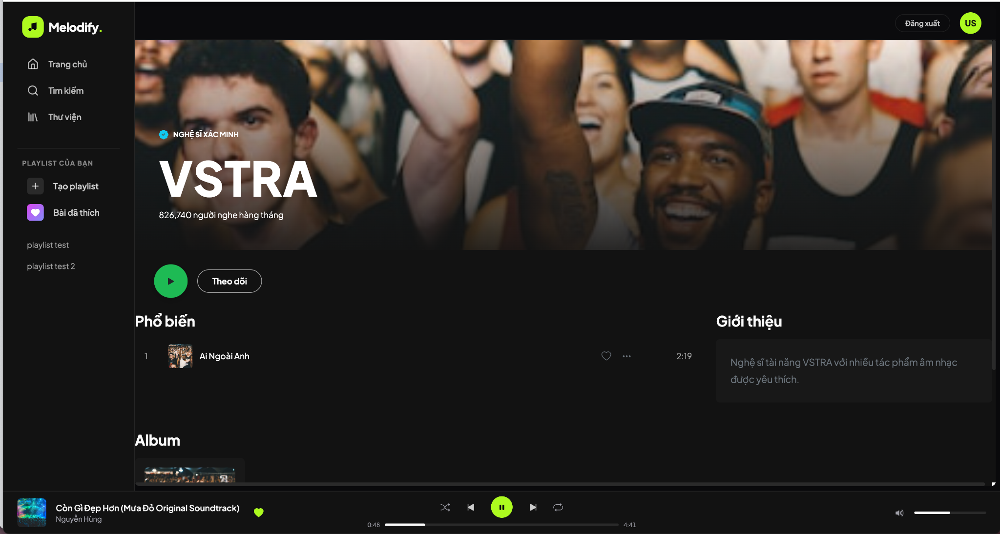 Melodify.
Đăng xuất
US
Trang chủ
Tìm kiếm
Thư viện
PLAYLIST CỦA BẠN
Tạo playlist
Bài đã thích
playlist test
playlist test 2
NGHỆ SĨ XÁC MINH
VSTRA
826,740 người nghe hàng tháng
Theo dõi
Phổ biến
1 Ai Ngoài Anh 2:19
Giới thiệu
Nghệ sĩ tài năng VSTRA với nhiều tác phẩm âm nhạc
được yêu thích.
Album
Còn Gì Đẹp Hơn (Mưa Đỏ Original Soundtrack)
Nguyễn Hùng
0:48
4:41